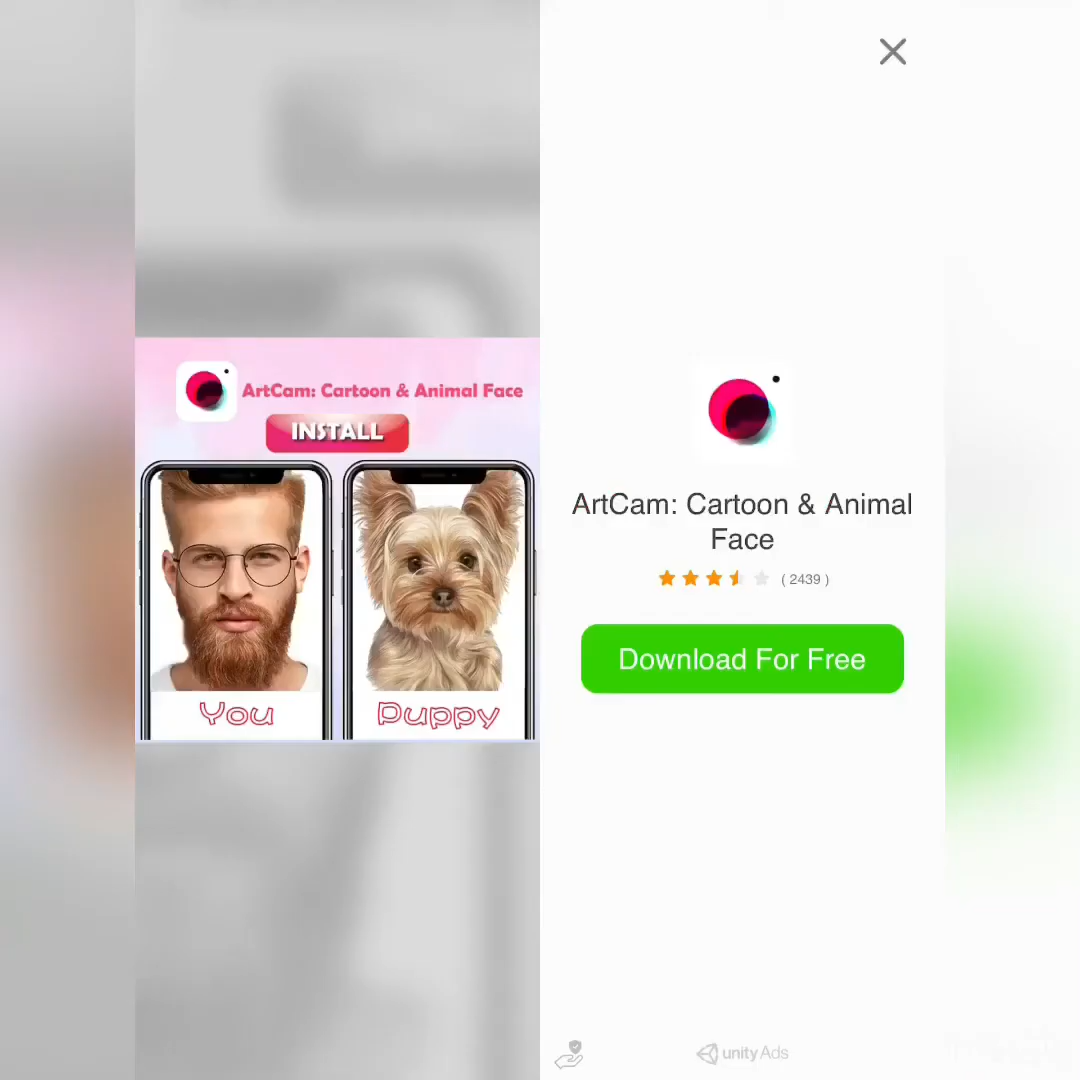 ArtCam: Cartoon & Animal Face
INSTALL
You
Puppy
ArtCam: Cartoon & Animal
Face
( 2439 )
Download For Free
unity Ads